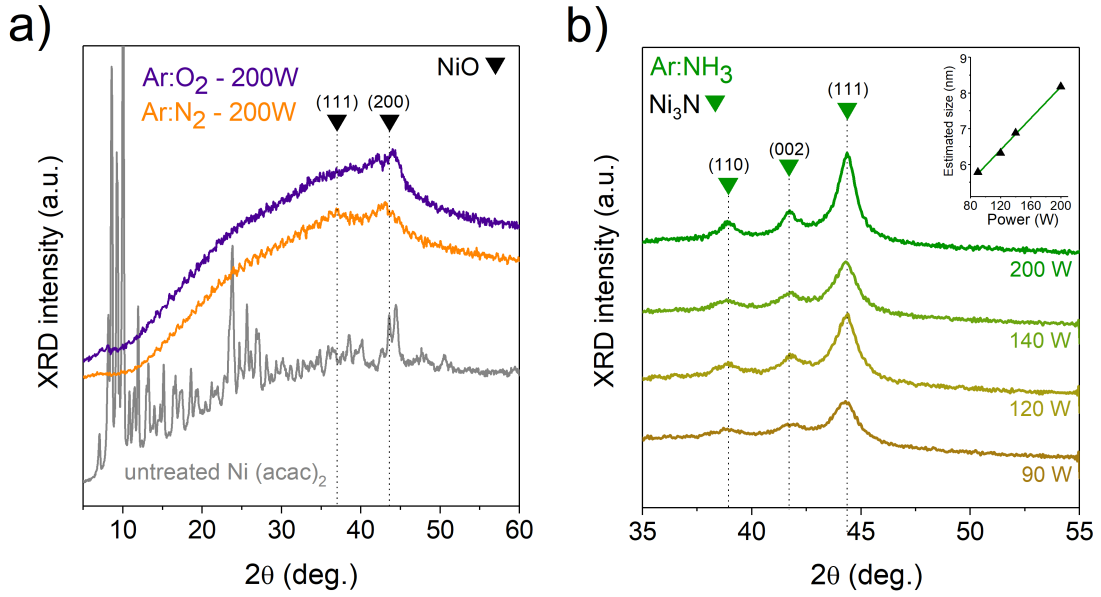 a)
Ar:O2 - 200W
Ar:N2 - 200W
NiO
(111) (200)
untreated Ni (acac)2
XRD intensity (a.u.)
10 20 30 40 50 60
2θ (deg.)
b)
Ar:NH3
Ni3N
(110)
(002)
(111)
200 W
140 W
120 W
90 W
XRD intensity (a.u.)
35 40 45 50 55
2θ (deg.)
Estimated size (nm)
9
8
7
6
80 120 160 200
Power (W)